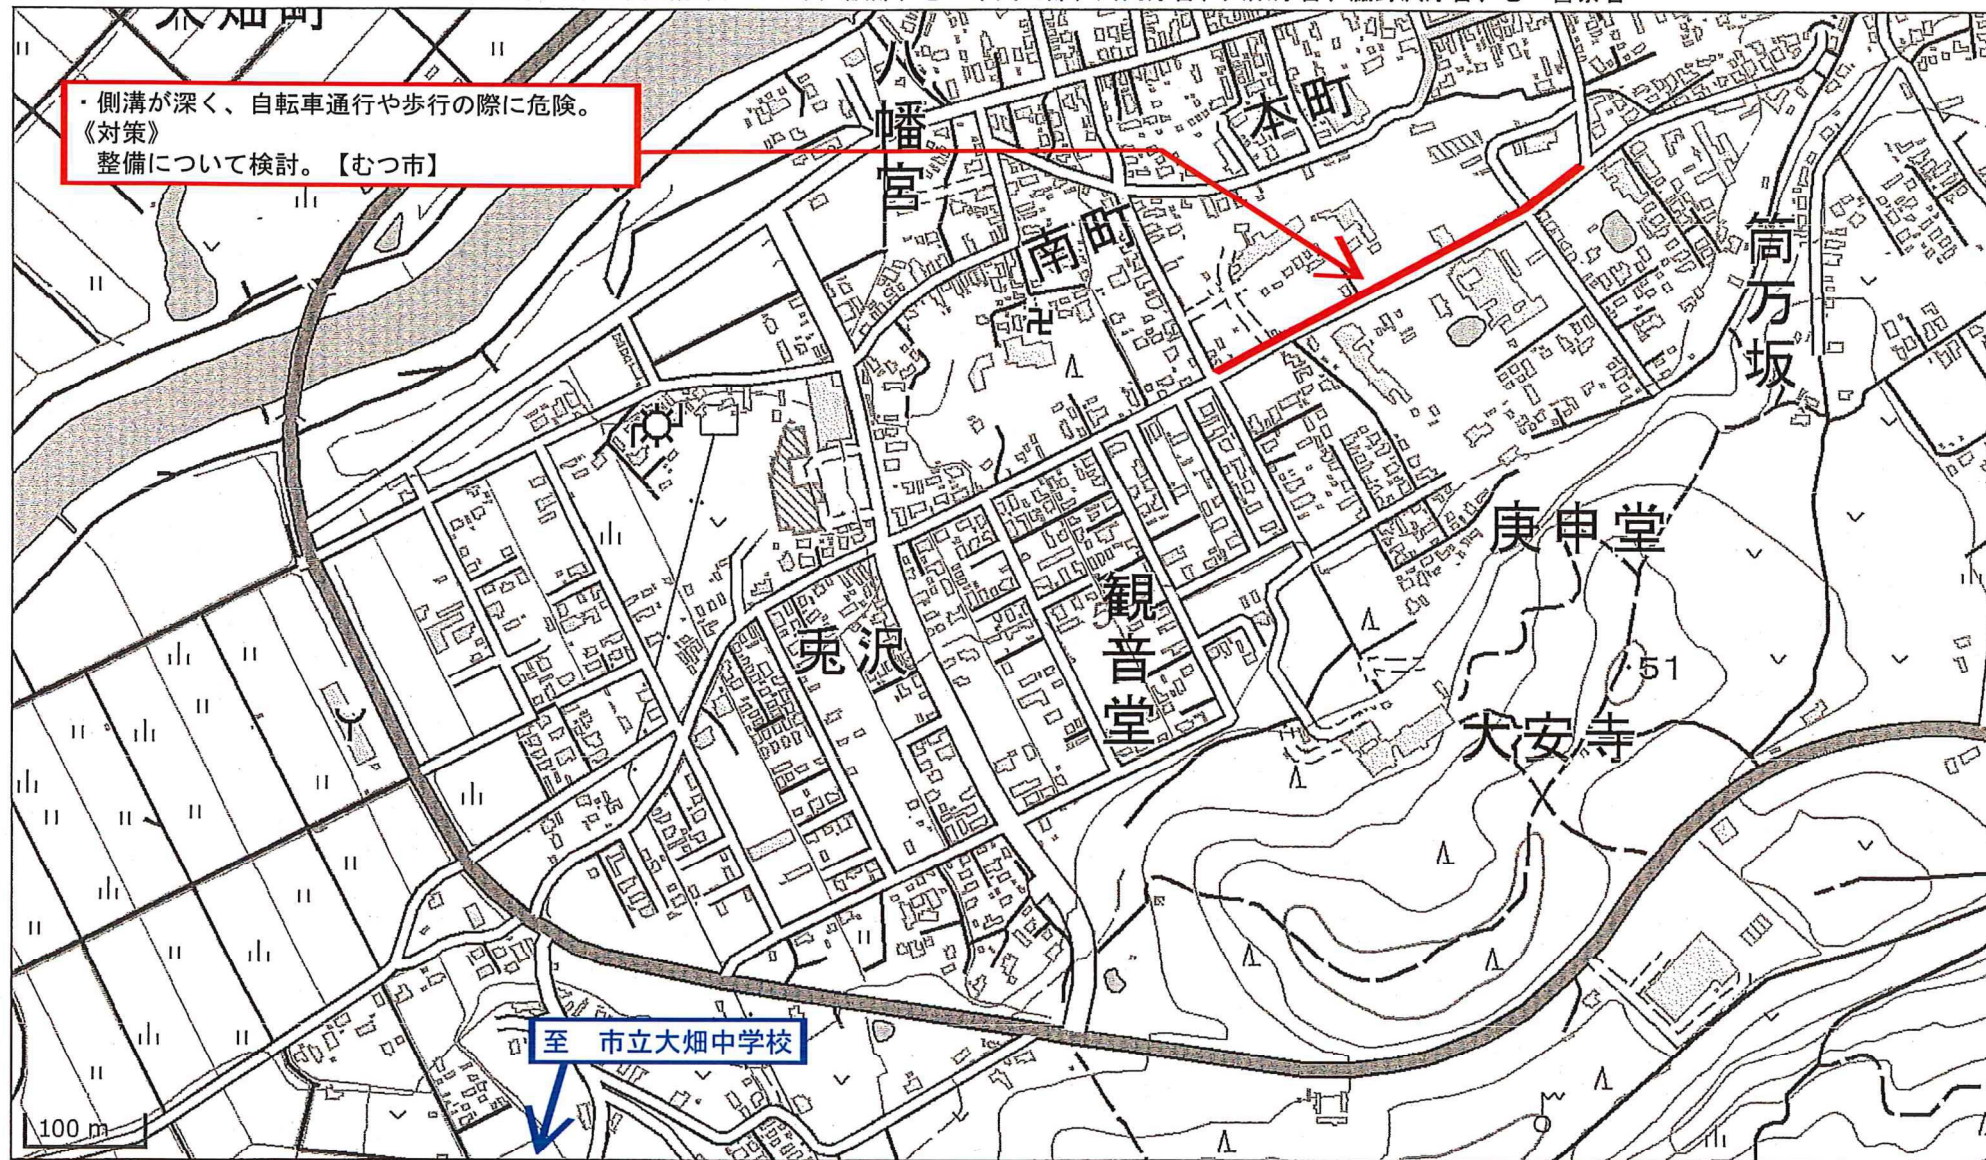 ・側溝が深く、自転車通行や歩行の際に危険。
《対策》
整備について検討。【むつ市】
八幡宮
本町
南町
筒万坂
庚申堂
観音堂
兎沢
51
大安寺
至 市立大畑中学校
100 m